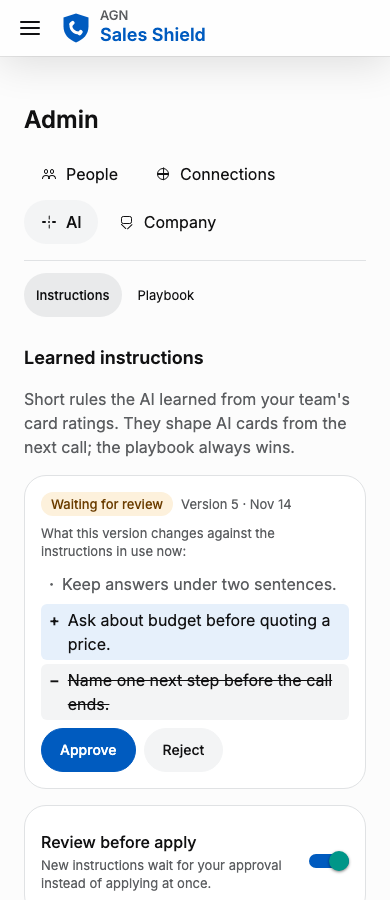 AGN
Sales Shield
Admin
People
Connections
AI
Company
Instructions
Playbook
Learned instructions
Short rules the AI learned from your team's
card ratings. They shape AI cards from the
next call; the playbook always wins.
Waiting for review
Version 5 · Nov 14
What this version changes against the
instructions in use now:
· Keep answers under two sentences.
+ Ask about budget before quoting a
price.
– Name one next step before the call
ends.
Approve
Reject
Review before apply
New instructions wait for your approval
instead of applying at once.